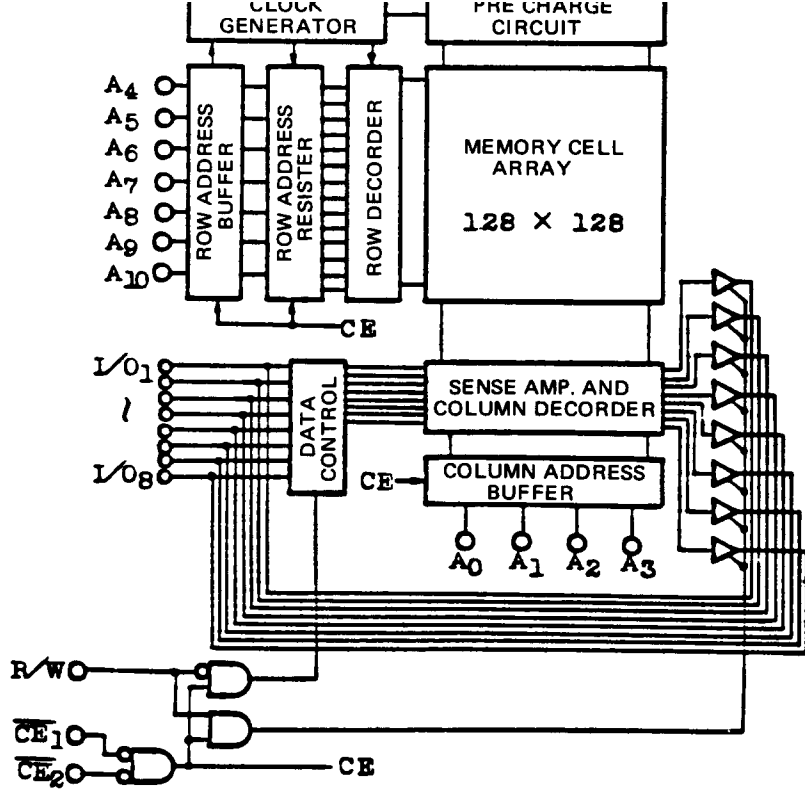 CLOCK
GENERATOR
PRE CHARGE
CIRCUIT
A4
A5
A6
A7
A8
A9
A10
ROW ADDRESS
BUFFER
ROW ADDRESS
RESISTER
ROW DECORDER
MEMORY CELL
ARRAY
128 × 128
CE
I/O1
~
I/O8
DATA
CONTROL
SENSE AMP. AND
COLUMN DECORDER
CE
COLUMN ADDRESS
BUFFER
A0
A1
A2
A3
R/W
C̅E̅1
C̅E̅2
CE